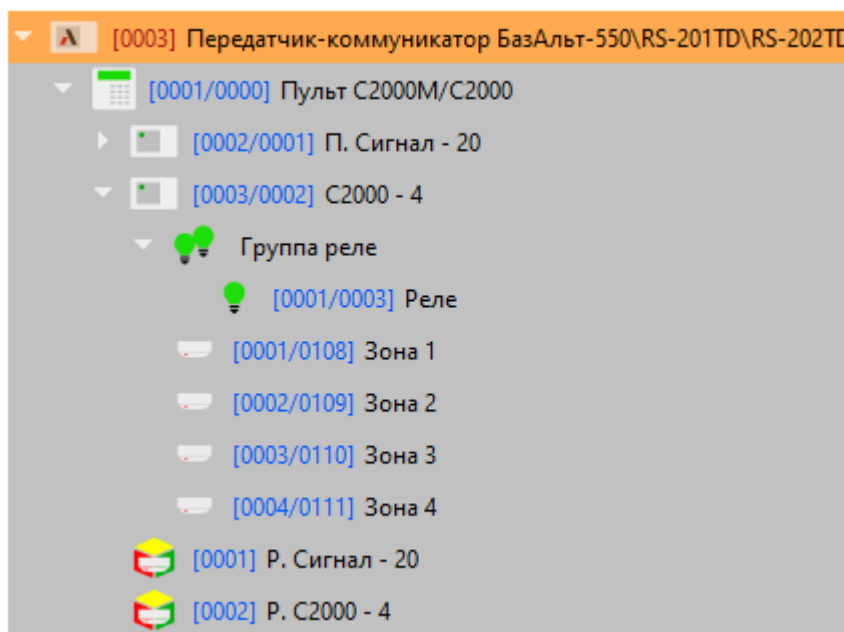 [0003] Передатчик-коммуникатор БазАльт-550\RS-201TD\RS-202TD
[0001/0000] Пульт С2000М/С2000
[0002/0001] П. Сигнал - 20
[0003/0002] С2000 - 4
Группа реле
[0001/0003] Реле
[0001/0108] Зона 1
[0002/0109] Зона 2
[0003/0110] Зона 3
[0004/0111] Зона 4
[0001] Р. Сигнал - 20
[0002] Р. С2000 - 4